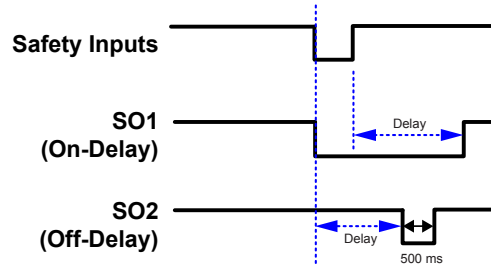 Safety Inputs
SO1
(On-Delay)
Delay
SO2
(Off-Delay)
Delay
500 ms